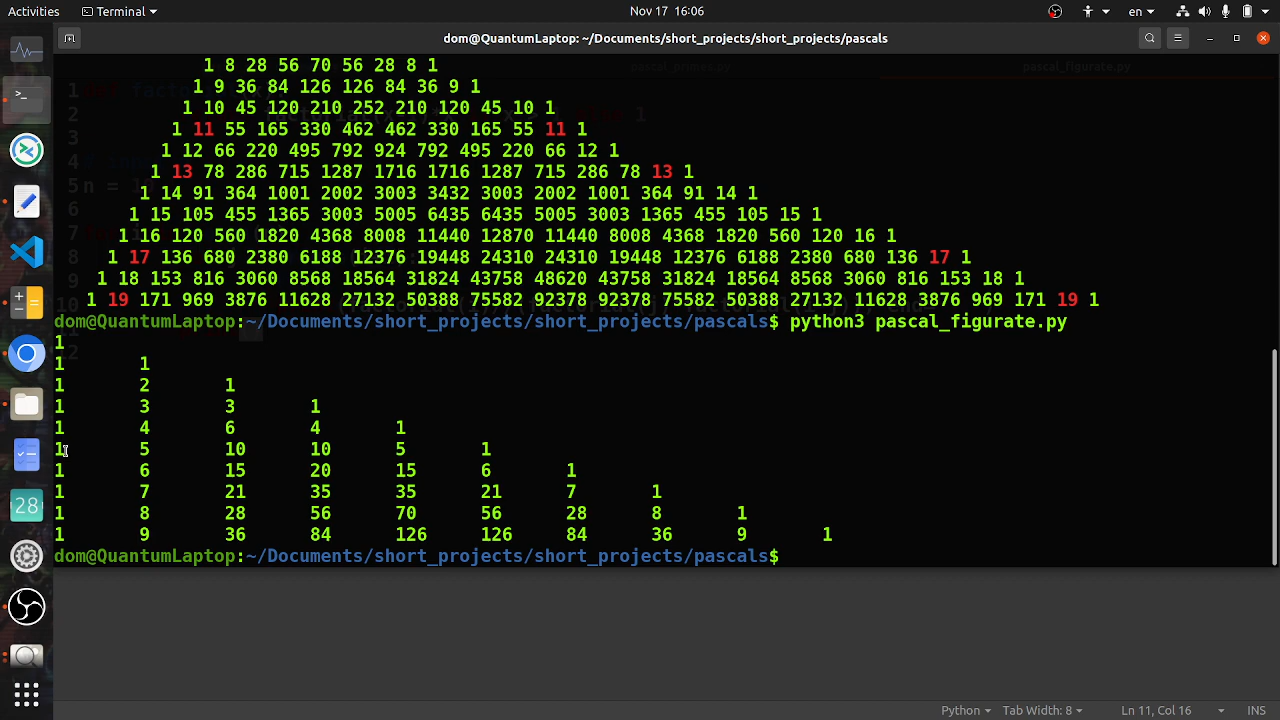 Activities Terminal Nov 17 16:06 en
dom@QuantumLaptop: ~/Documents/short_projects/short_projects/pascals
1 8 28 56 70 56 28 8 1
1 9 36 84 126 126 84 36 9 1
1 10 45 120 210 252 210 120 45 10 1
1 11 55 165 330 462 462 330 165 55 11 1
1 12 66 220 495 792 924 792 495 220 66 12 1
1 13 78 286 715 1287 1716 1716 1287 715 286 78 13 1
1 14 91 364 1001 2002 3003 3432 3003 2002 1001 364 91 14 1
1 15 105 455 1365 3003 5005 6435 6435 5005 3003 1365 455 105 15 1
1 16 120 560 1820 4368 8008 11440 12870 11440 8008 4368 1820 560 120 16 1
1 17 136 680 2380 6188 12376 19448 24310 24310 19448 12376 6188 2380 680 136 17 1
1 18 153 816 3060 8568 18564 31824 43758 48620 43758 31824 18564 8568 3060 816 153 18 1
1 19 171 969 3876 11628 27132 50388 75582 92378 92378 75582 50388 27132 11628 3876 969 171 19 1
dom@QuantumLaptop:~/Documents/short_projects/short_projects/pascals$ python3 pascal_figurate.py
1
1 1
1 2 1
1 3 3 1
1 4 6 4 1
1 5 10 10 5 1
1 6 15 20 15 6 1
1 7 21 35 35 21 7 1
1 8 28 56 70 56 28 8 1
1 9 36 84 126 126 84 36 9 1
dom@QuantumLaptop:~/Documents/short_projects/short_projects/pascals$
28
Python Tab Width: 8 Ln 11, Col 16 INS